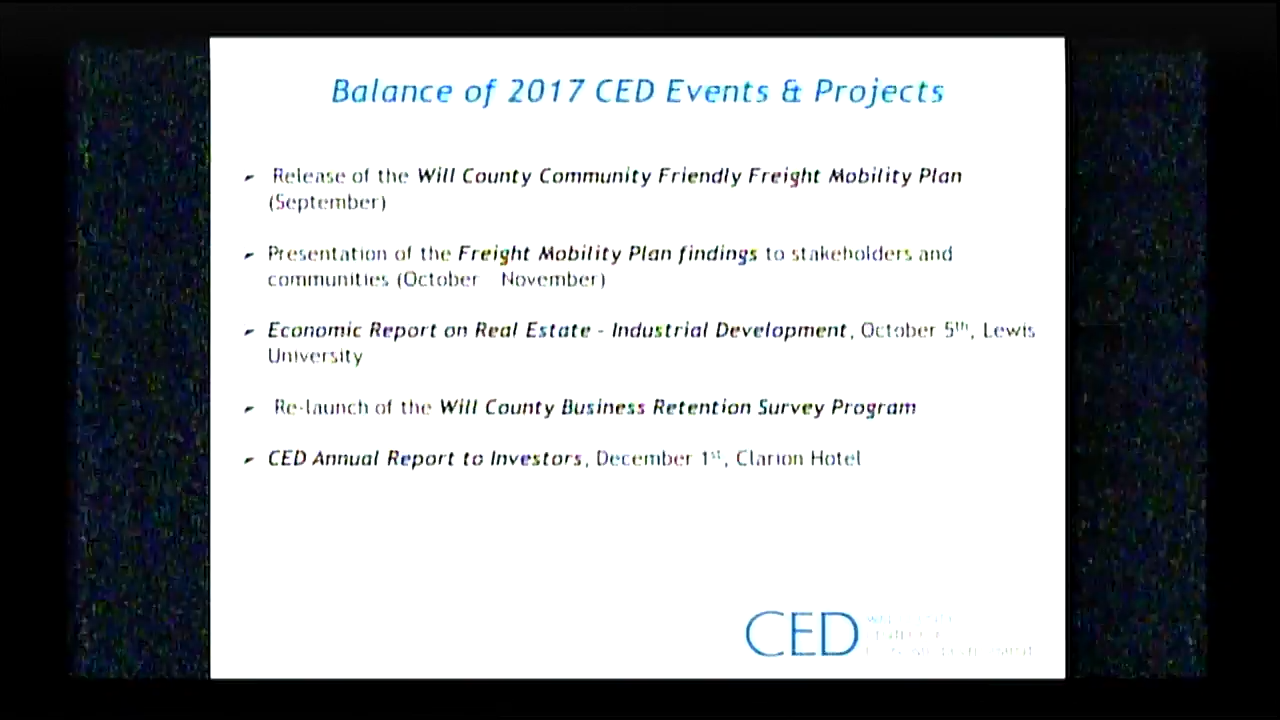 Balance of 2017 CED Events & Projects
Release of the Will County Community Friendly Freight Mobility Plan
(September)
Presentation of the Freight Mobility Plan findings to stakeholders and
communities (October November)
Economic Report on Real Estate - Industrial Development, October 5th, Lewis
University
Re-launch of the Will County Business Retention Survey Program
CED Annual Report to Investors, December 1st, Clarion Hotel
CED